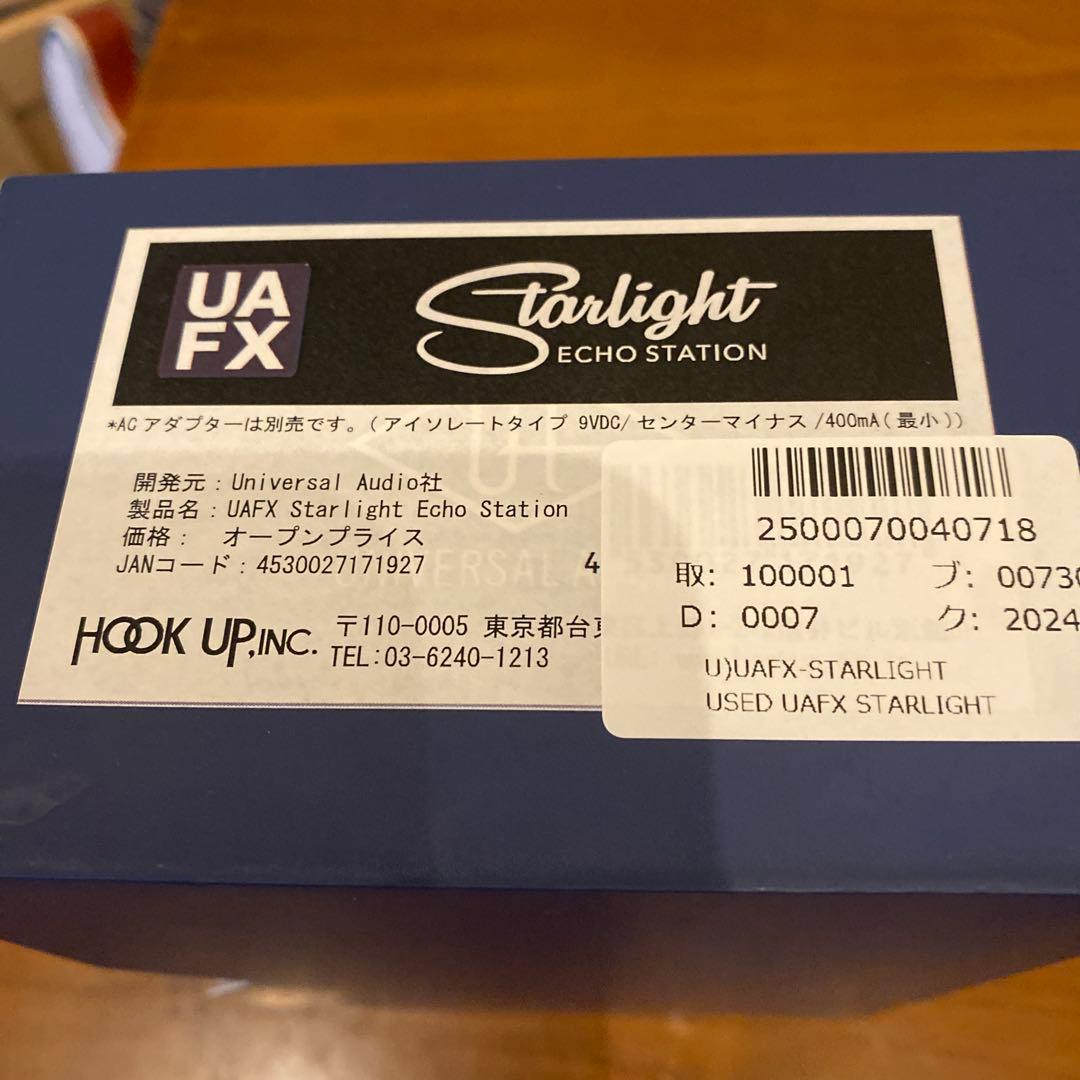 UA
FX
Starlight
ECHO STATION
*AC アダプターは別売です。(アイソレートタイプ 9VDC/センターマイナス/400mA(最小))
開発元:Universal Audio社
製品名:UAFX Starlight Echo Station
価格: オープンプライス
JANコード:4530027171927
4
HOOK UP,INC.
〒110-0005 東京都台東
TEL:03-6240-1213
2500070040718
取: 100001 ブ: 00730
D: 0007 ク: 2024
U)UAFX-STARLIGHT
USED UAFX STARLIGHT